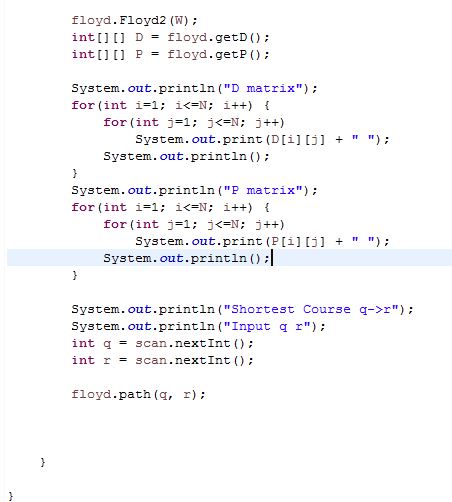 floyd.Floyd2(W);
int[][] D = floyd.getD();
int[][] P = floyd.getP();
System.out.println("D matrix");
for(int i=1; i<=N; i++) {
for(int j=1; j<=N; j++)
System.out.print(D[i][j] + " ");
System.out.println();
}
System.out.println("P matrix");
for(int i=1; i<=N; i++) {
for(int j=1; j<=N; j++)
System.out.print(P[i][j] + " ");
System.out.println();
}
System.out.println("Shortest Course q->r");
System.out.println("Input q r");
int q = scan.nextInt();
int r = scan.nextInt();
floyd.path(q, r);
}
}